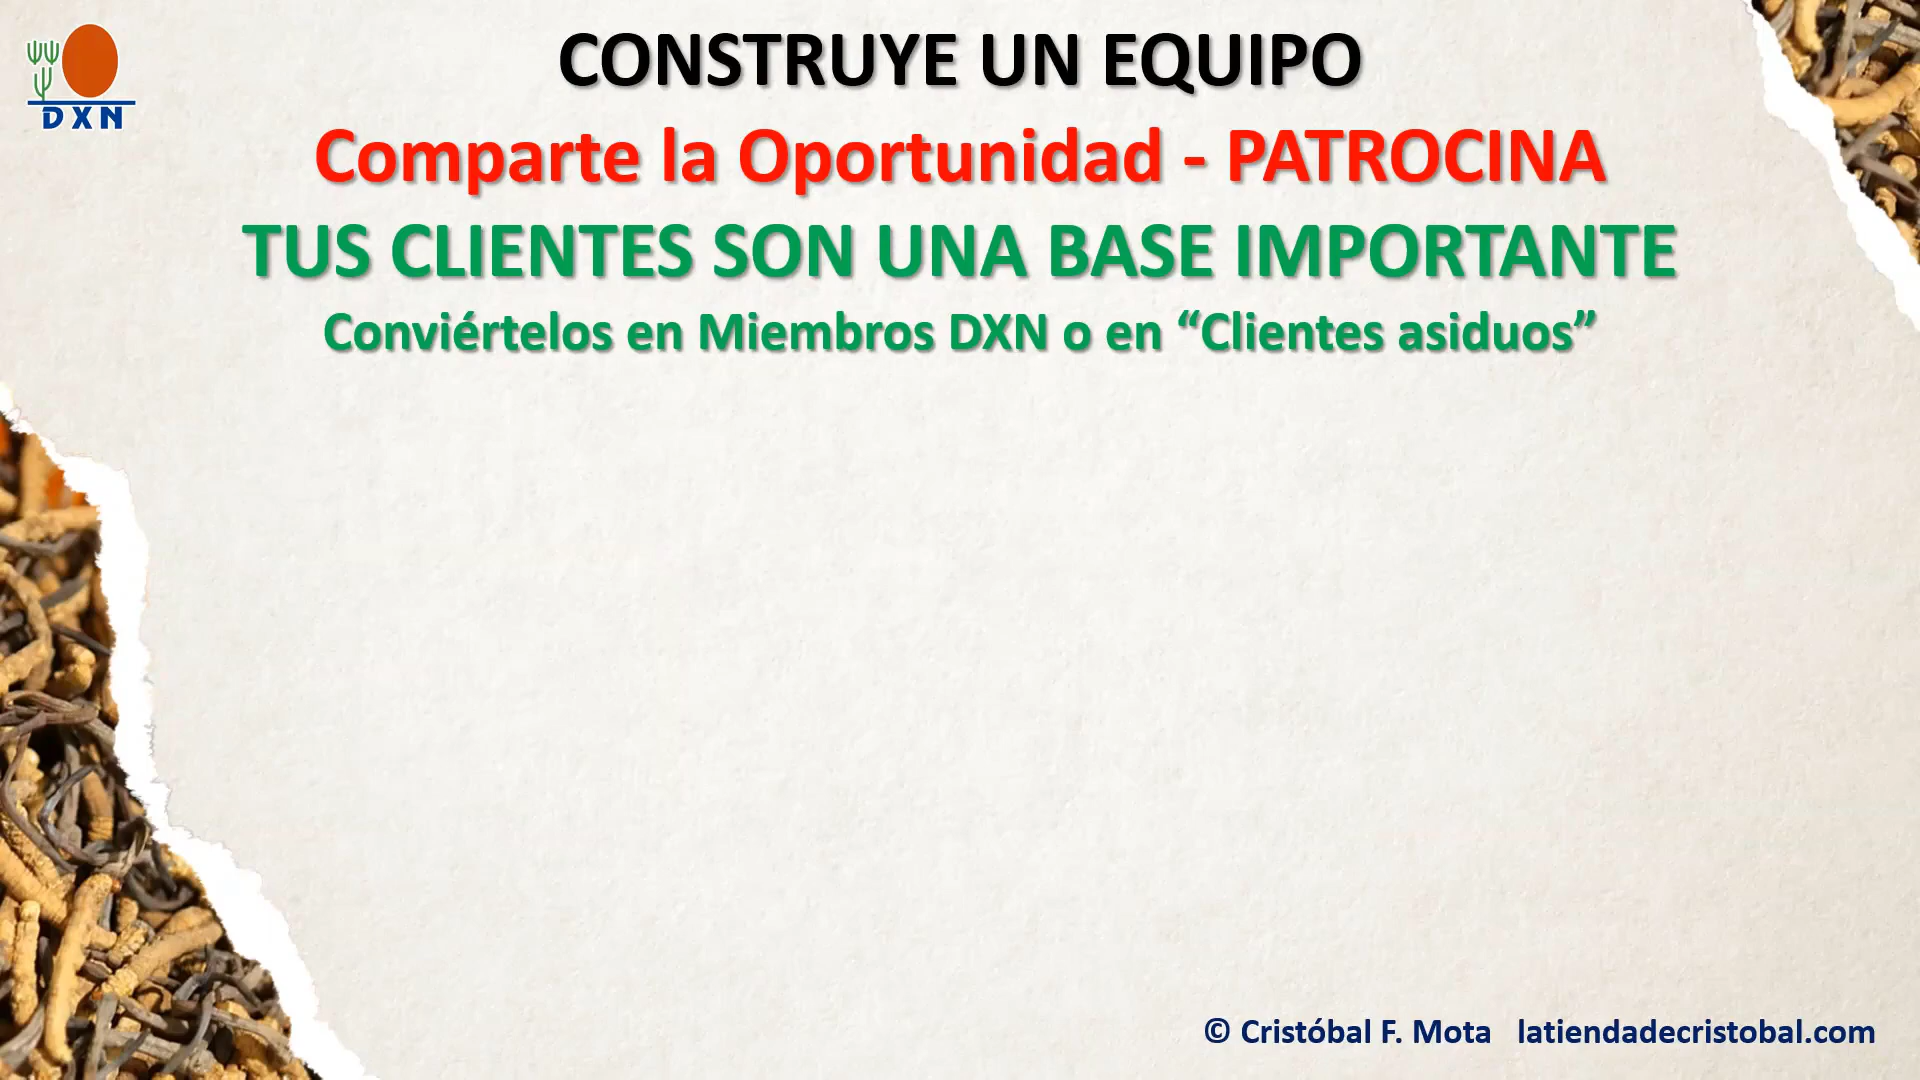 DXN
CONSTRUYE UN EQUIPO
Comparte la Oportunidad - PATROCINA
TUS CLIENTES SON UNA BASE IMPORTANTE
Conviértelos en Miembros DXN o en “Clientes asiduos”
© Cristóbal F. Mota latiendadecristobal.com